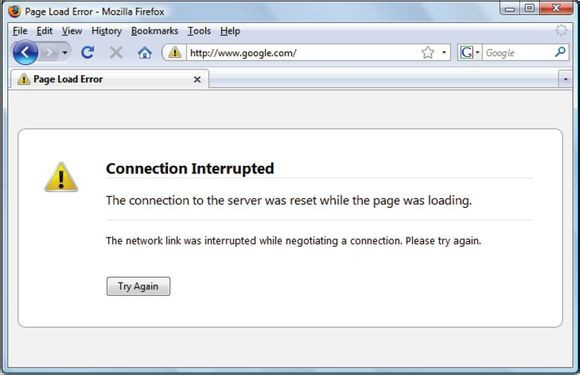 Page Load Error - Mozilla Firefox
File Edit View History Bookmarks Tools Help
http://www.google.com/ G Google
Page Load Error
Connection Interrupted
The connection to the server was reset while the page was loading.
The network link was interrupted while negotiating a connection. Please try again.
Try Again